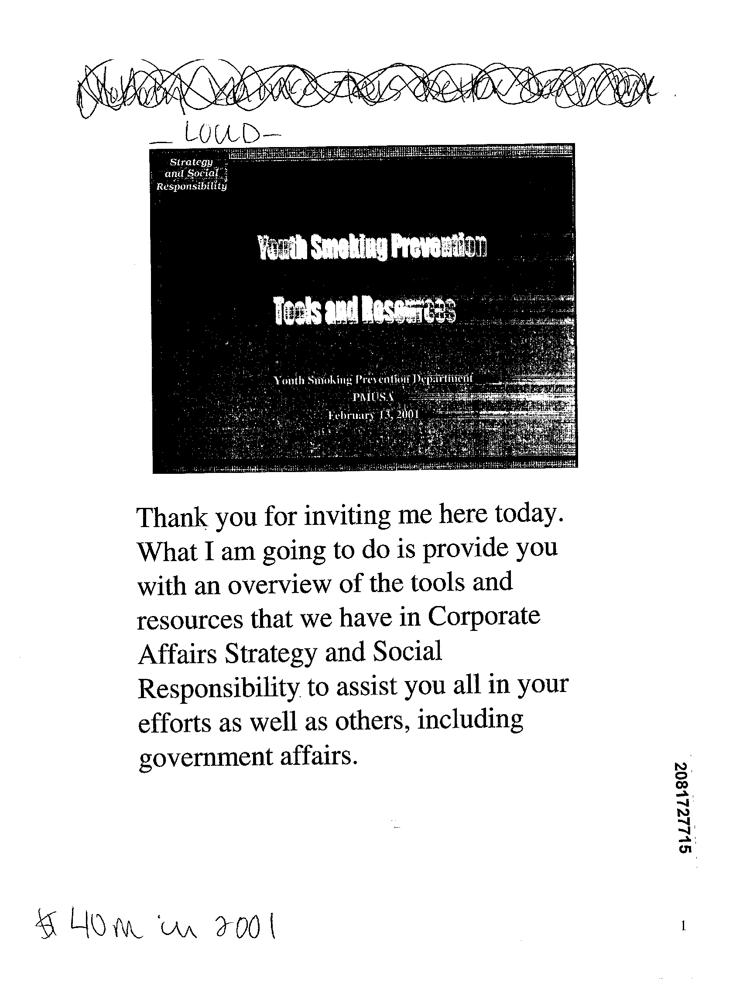 — LOUD —
Strategy
and Social
Responsibility
Youth Smoking Prevention
Tools and Resources
Youth Smoking Prevention Department
PMUSA
February 13, 2001
Thank you for inviting me here today.
What I am going to do is provide you
with an overview of the tools and
resources that we have in Corporate
Affairs Strategy and Social
Responsibility to assist you all in your
efforts as well as others, including
government affairs.
2081727715
$40m in 2001
1